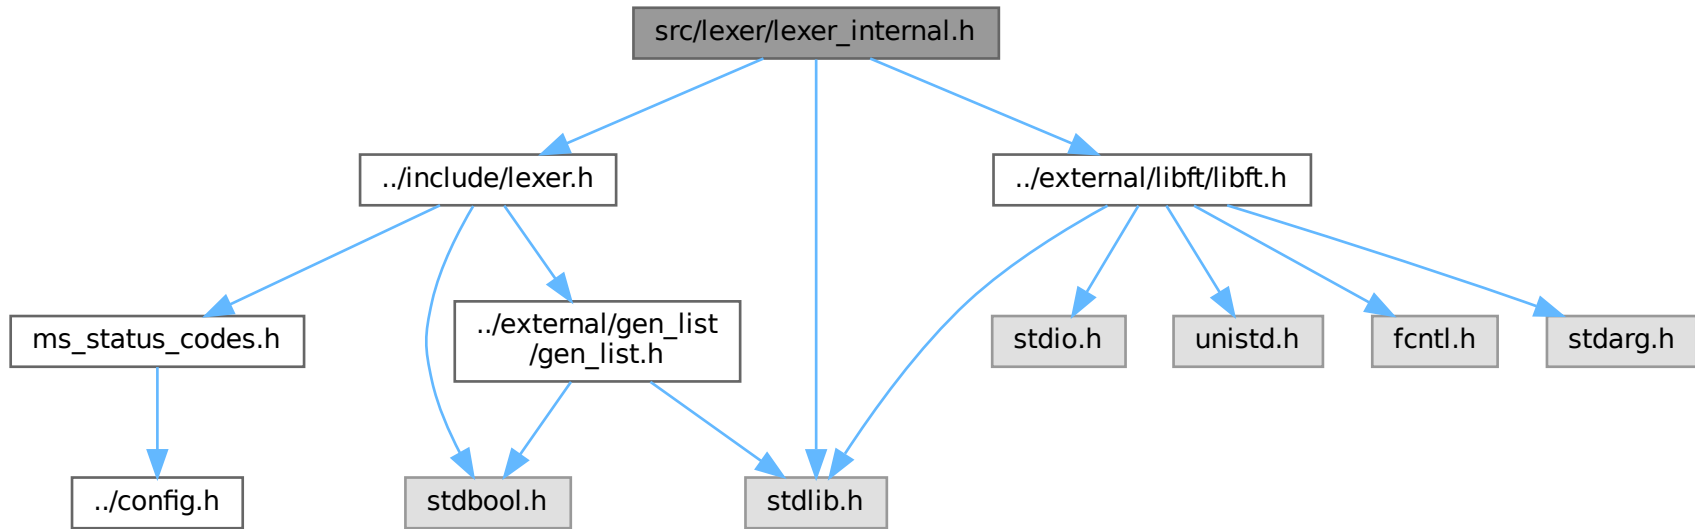 src/lexer/lexer_internal.h
../include/lexer.h
../external/libft/libft.h
ms_status_codes.h
../external/gen_list
/gen_list.h
stdio.h
unistd.h
fcntl.h
stdarg.h
../config.h
stdbool.h
stdlib.h